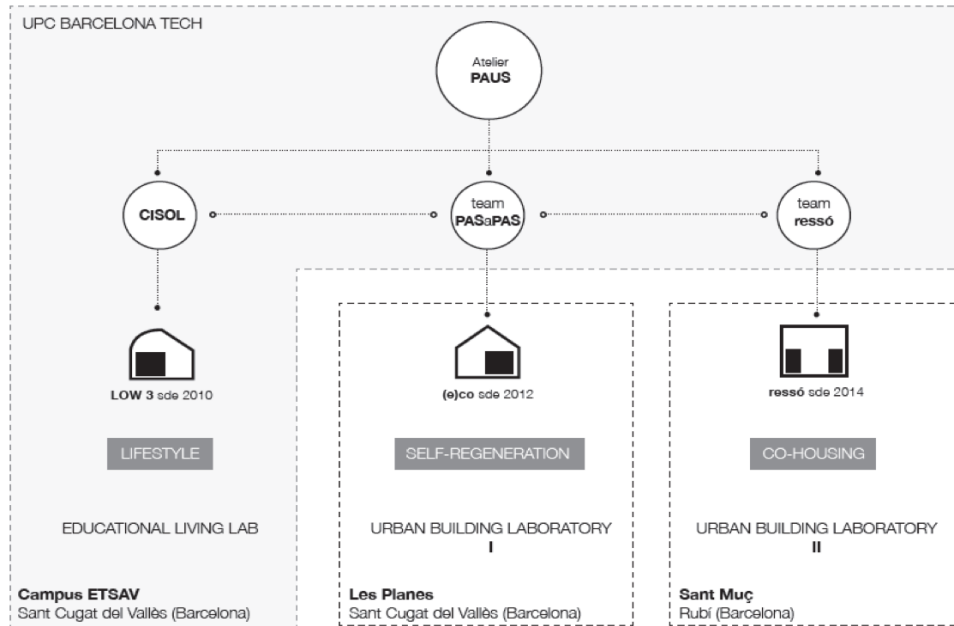 UPC BARCELONA TECH
Atelier
PAUS
CISOL
team
PASaPAS
team
ressó
LOW 3 sde 2010
(e)co sde 2012
ressó sde 2014
LIFESTYLE
SELF-REGENERATION
CO-HOUSING
EDUCATIONAL LIVING LAB
URBAN BUILDING LABORATORY
I
URBAN BUILDING LABORATORY
II
Campus ETSAV
Sant Cugat del Vallès (Barcelona)
Les Planes
Sant Cugat del Vallès (Barcelona)
Sant Muç
Rubí (Barcelona)